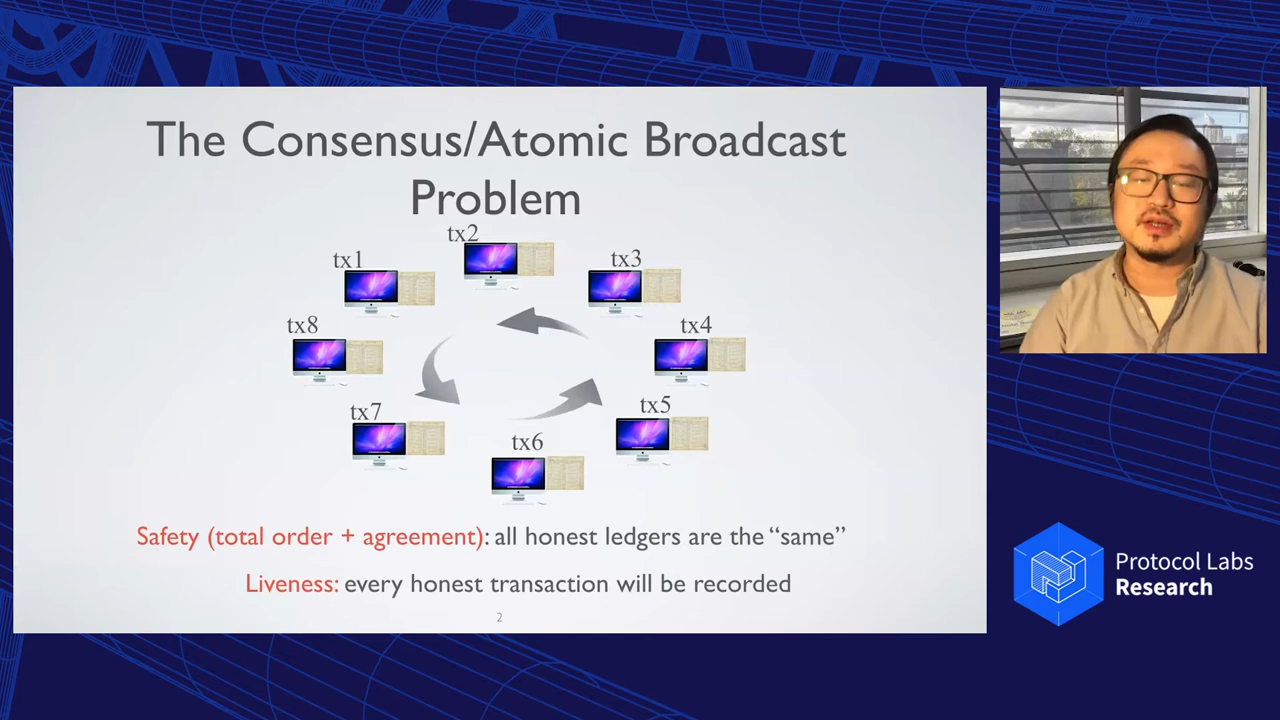 The Consensus/Atomic Broadcast
Problem
tx2
tx1
tx3
tx8
tx4
tx7
tx5
tx6
Safety (total order + agreement): all honest ledgers are the “same”
Liveness: every honest transaction will be recorded
2
Protocol Labs
Research